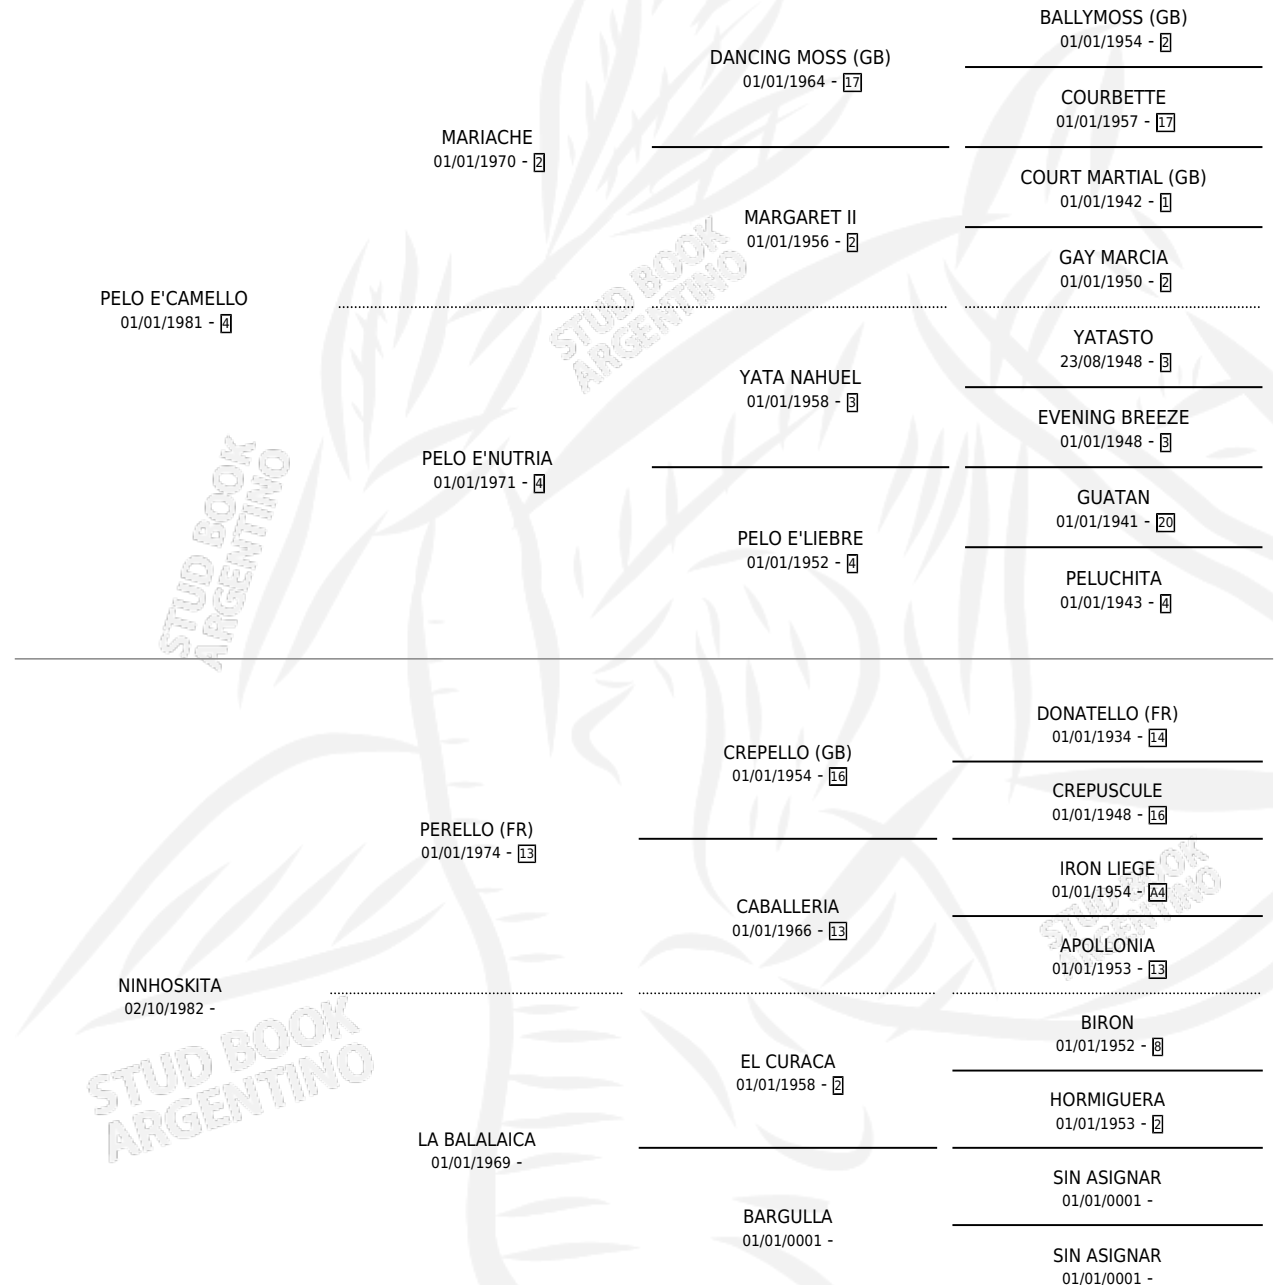 BALLYMOSS (GB)
01/01/1954 - 2
DANCING MOSS (GB)
01/01/1964 - 17
COURBETTE
01/01/1957 - 17
MARIACHE
01/01/1970 - 2
COURT MARTIAL (GB)
01/01/1942 - 1
MARGARET II
01/01/1956 - 2
GAY MARCIA
01/01/1950 - 2
PELO E'CAMELLO
01/01/1981 - 4
YATASTO
23/08/1948 - 3
YATA NAHUEL
01/01/1958 - 3
EVENING BREEZE
01/01/1948 - 3
PELO E'NUTRIA
01/01/1971 - 4
GUATAN
01/01/1941 - 20
PELO E'LIEBRE
01/01/1952 - 4
PELUCHITA
01/01/1943 - 4
STUD BOOK
ARGENTINO
STUD BOOK
ARGENTINO
DONATELLO (FR)
01/01/1934 - 14
CREPELLO (GB)
01/01/1954 - 16
CREPUSCULE
01/01/1948 - 16
PERELLO (FR)
01/01/1974 - 13
IRON LIEGE
01/01/1954 - A4
CABALLERIA
01/01/1966 - 13
APOLLONIA
01/01/1953 - 13
NINHOSKITA
02/10/1982 -
BIRON
01/01/1952 - 8
EL CURACA
01/01/1958 - 2
HORMIGUERA
01/01/1953 - 2
LA BALALAICA
01/01/1969 -
SIN ASIGNAR
01/01/0001 -
BARGULLA
01/01/0001 -
SIN ASIGNAR
01/01/0001 -
STUD BOOK
ARGENTINO
STUD BOOK
ARGENTINO